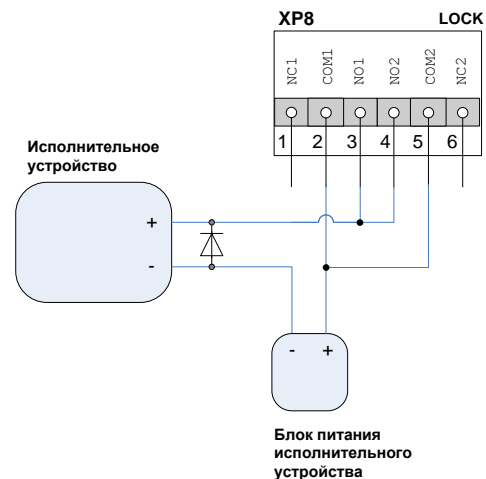 XP8 LOCK
NC1 COM1 NO1 NO2 COM2 NC2
1 2 3 4 5 6
Исполнительное
устройство
+
-
- +
Блок питания
исполнительного
устройства